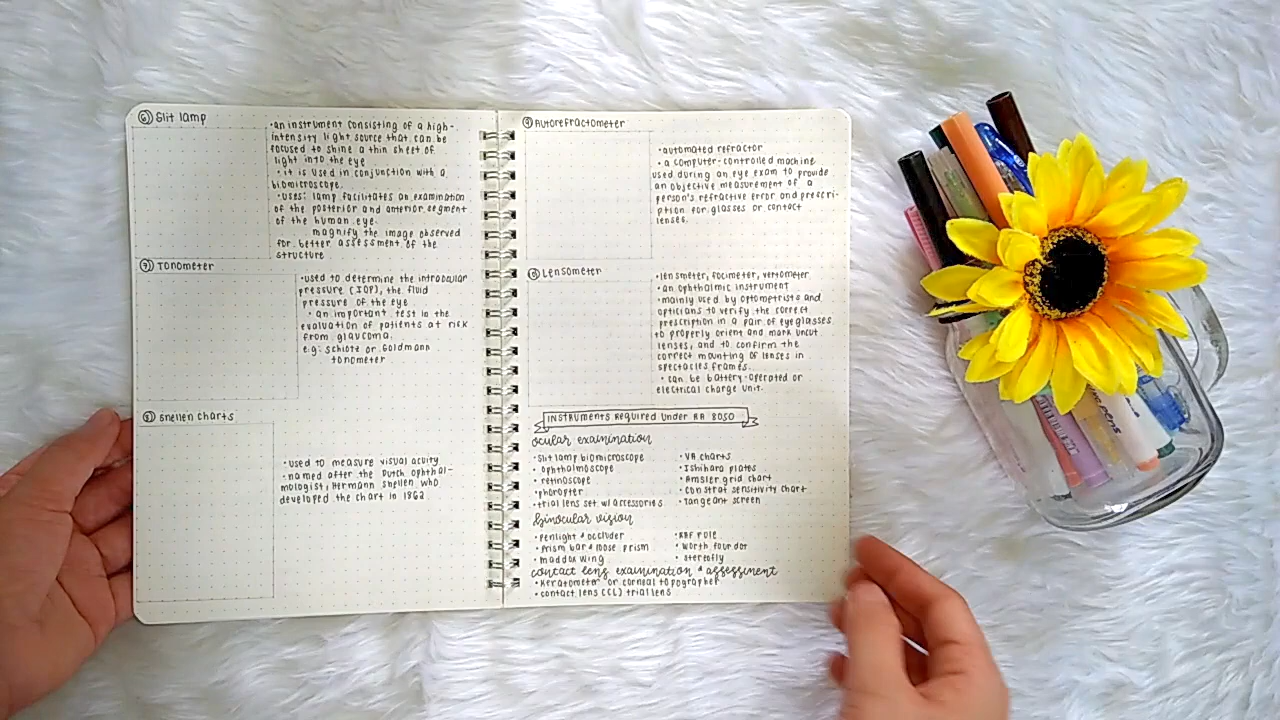 ⑥ Slit lamp
•an instrument consisting of a high-
intensity light source that can be
focused to shine a thin sheet of
light into the eye
• it is used in conjunction with a
biomicroscope.
•uses: lamp facilitates an examination
of the posterior and anterior segment
of the human eye.
magnify the image observed
for better assessment of the
structure
⑦ Tonometer
•used to determine the intraocular
pressure (IOP), the fluid
pressure of the eye
• an important test in the
evaluation of patients at risk
from glaucoma.
e.g: schiotz or Goldmann
tonometer
Snellen charts
•used to measure visual acuity
•named after the Dutch ophthal-
mologist, Hermann Snellen who
developed the chart in 1862
⑨ Autorefractometer
•automated refractor
• a computer-controlled machine
used during an eye exam to provide
an objective measurement of a
person's refractive error and prescri-
ption for glasses or contact
lenses.
Lensometer
•lensmeter, focimeter, vertometer
•an ophthalmic instrument
•mainly used by optometrists and
opticians to verify the correct
prescription in a pair of eyeglasses
to properly orient and mark uncut
lenses, and to confirm the
correct mounting of lenses in
spectacles frames.
• can be battery-operated or
electrical charge unit.
Instruments Required Under RA 8050
ocular examination
•Slit lamp biomicroscope
• ophthalmoscope
• retinoscope
•phoropter
•trial lens set w/ accessories
• VA charts
• Ishihara plates
•Amsler grid chart
• constrat sensitivity chart
•Tangeant screen
binocular vision
•Penlight & occluder
•Prism bar & loose prism
•maddox wing
•RAF rule
•Worth four dot
• stereofly
contact lens examination & assessment
•Keratometer or corneal topographer
•contact lens (CL) trial lens